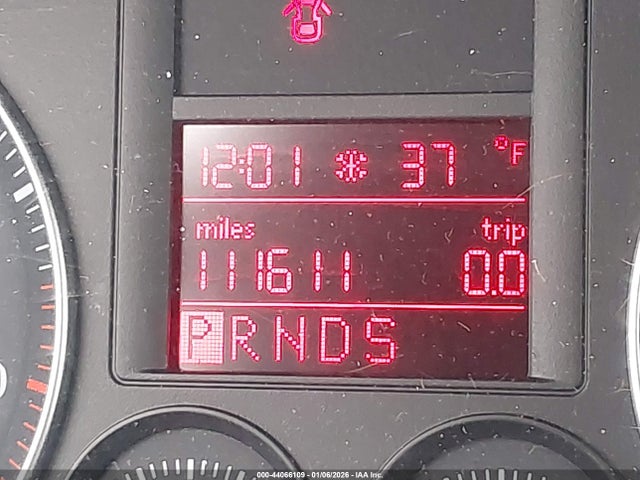 12:01 37 °F
miles trip
111611 0.0
PRNDS
000-44066109 - 01/06/2026 - IAA Inc.